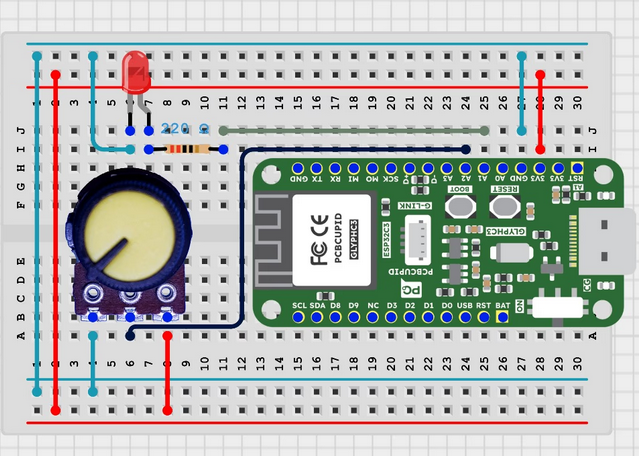 1 2 3 4 5 6 7 8 9 10 11 12 13 14 15 16 17 18 19 20 21 22 23 24 25 26 27 28 29 30
220 Ω
J J
I I
H
G
F
GND TX RX MI MO SCK D+ D- A3 A2 A1 A0 GND 3V3 3V3 RST
BOOT RESET
G-LINK
GLYPHC3
FC CE
PCBCUPID
GLYPHC3
ESP32C3
PCBCUPID
ON
E
D
C
B
A A
SCL SDA D8 D9 NC D3 D2 D1 D0 USB RST BAT
1 2 3 4 5 6 7 8 9 10 11 12 13 14 15 16 17 18 19 20 21 22 23 24 25 26 27 28 29 30